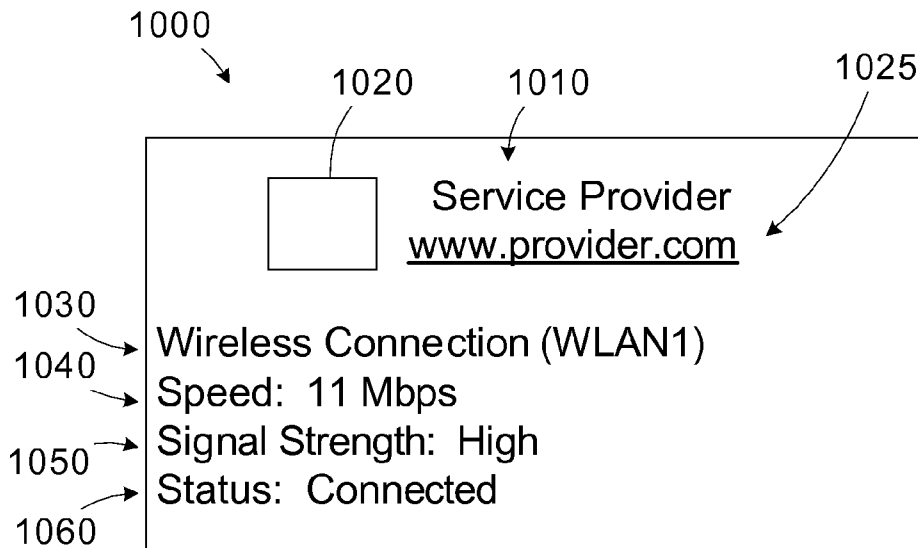 1000
1020
1010
1025
Service Provider
www.provider.com
1030
Wireless Connection (WLAN1)
1040
Speed: 11 Mbps
Signal Strength: High
1050
Status: Connected
1060